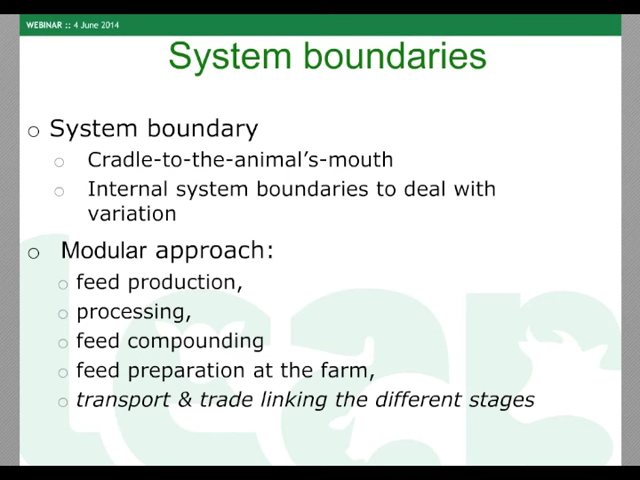 WEBINAR :: 4 June 2014
System boundaries
System boundary
Cradle-to-the-animal's-mouth
Internal system boundaries to deal with
variation
Modular approach:
feed production,
processing,
feed compounding
feed preparation at the farm,
transport & trade linking the different stages
leap